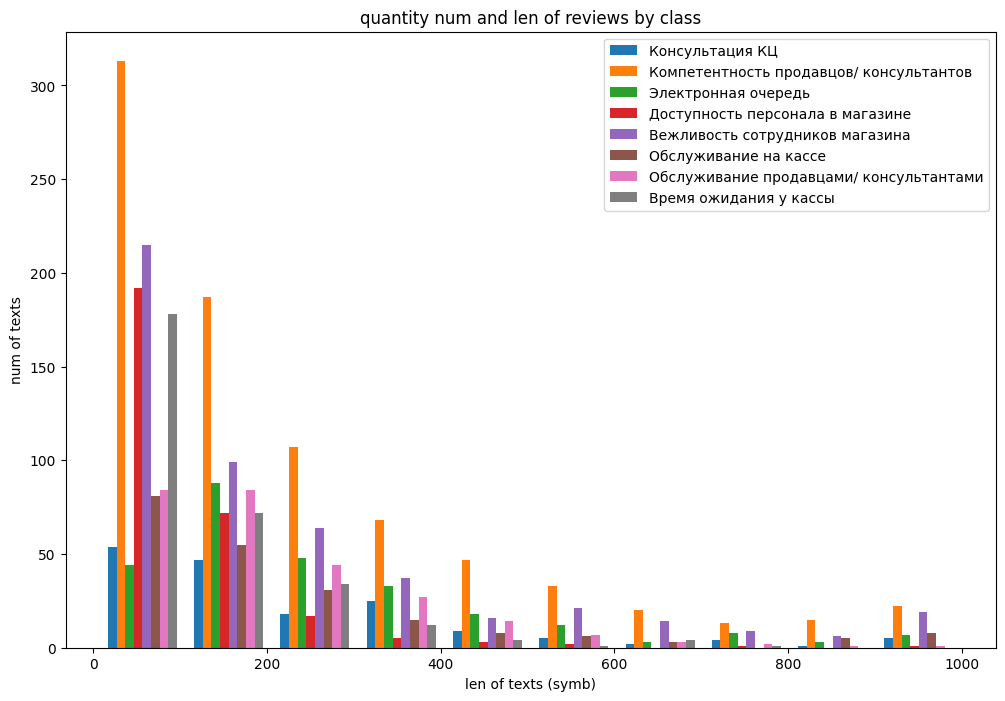 quantity num and len of reviews by class
Консультация КЦ
Компетентность продавцов/ консультантов
Электронная очередь
Доступность персонала в магазине
Вежливость сотрудников магазина
Обслуживание на кассе
Обслуживание продавцами/ консультантами
Время ожидания у кассы
num of texts
300
250
200
150
100
50
0
0 200 400 600 800 1000
len of texts (symb)